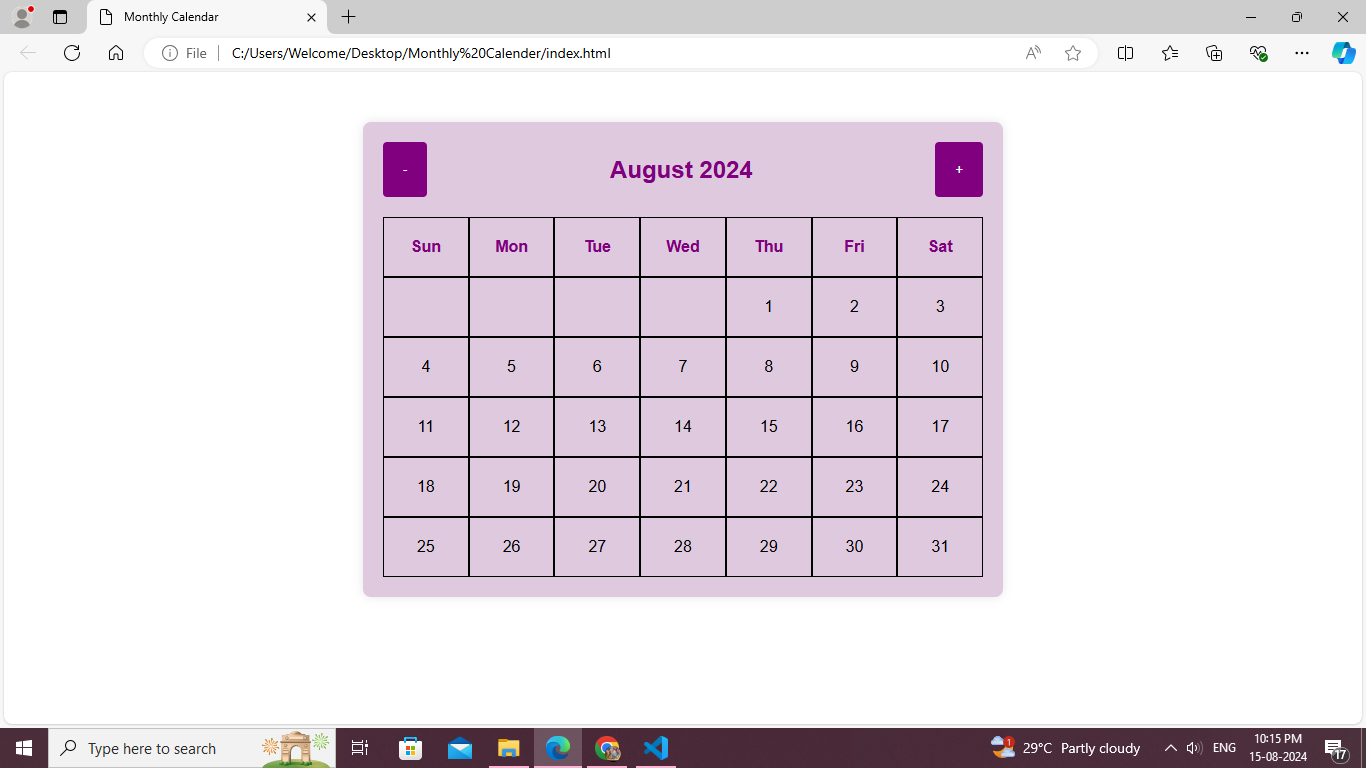 Monthly Calendar
File
C:/Users/Welcome/Desktop/Monthly%20Calender/index.html
- August 2024 +
Sun Mon Tue Wed Thu Fri Sat
1 2 3
4 5 6 7 8 9 10
11 12 13 14 15 16 17
18 19 20 21 22 23 24
25 26 27 28 29 30 31
Type here to search
1
29°C Partly cloudy
ENG
10:15 PM
15-08-2024
17